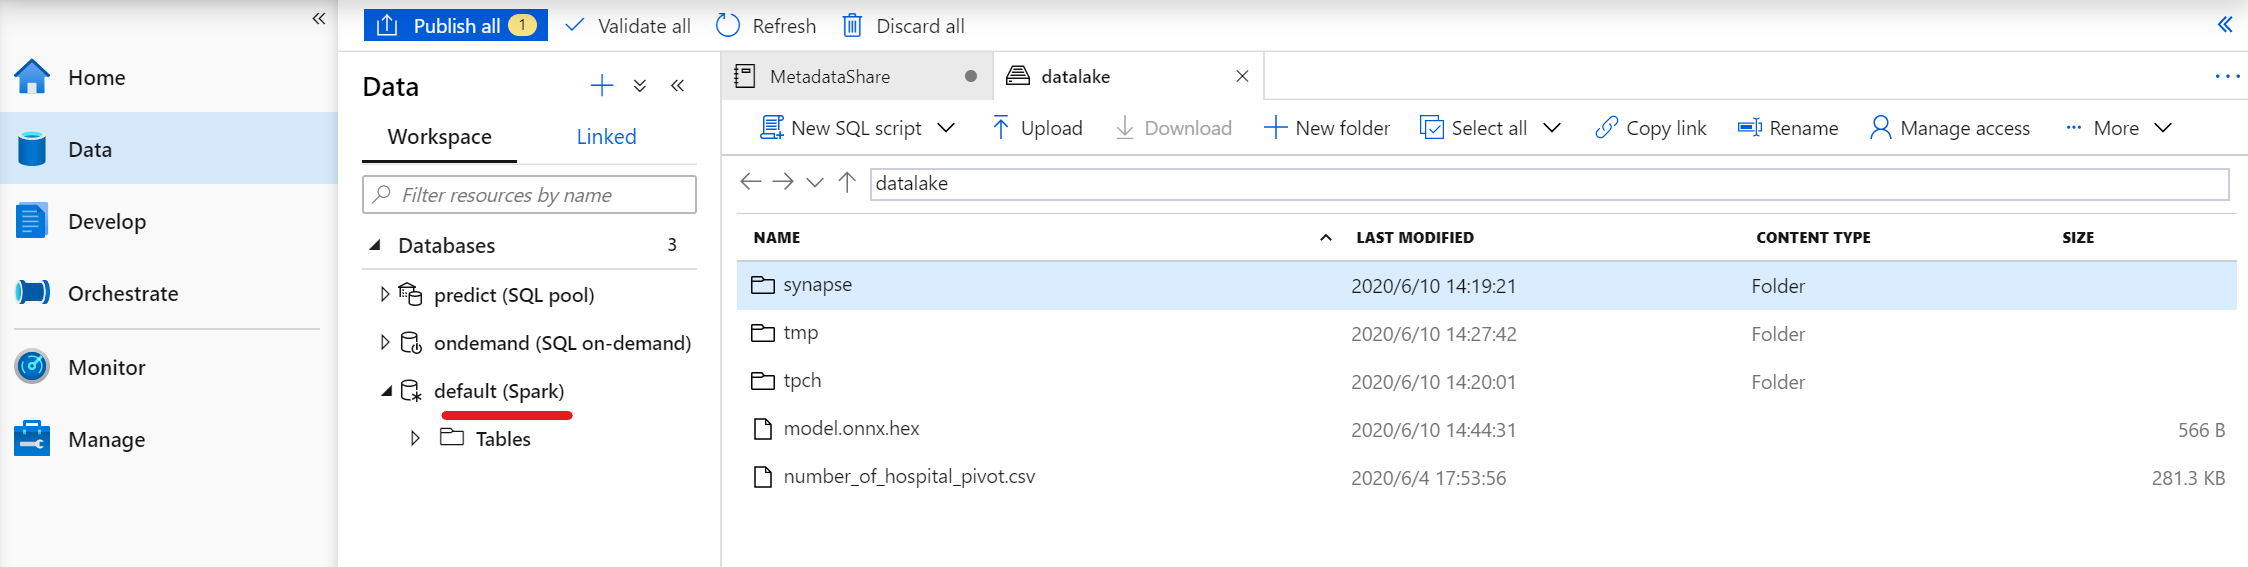 Publish all 1 Validate all Refresh Discard all
Home
Data
Develop
Orchestrate
Monitor
Manage
Data
Workspace Linked
Filter resources by name
Databases 3
predict (SQL pool)
ondemand (SQL on-demand)
default (Spark)
Tables
MetadataShare datalake
New SQL script Upload Download New folder Select all Copy link Rename Manage access More
datalake
NAME LAST MODIFIED CONTENT TYPE SIZE
synapse 2020/6/10 14:19:21 Folder
tmp 2020/6/10 14:27:42 Folder
tpch 2020/6/10 14:20:01 Folder
model.onnx.hex 2020/6/10 14:44:31 566 B
number_of_hospital_pivot.csv 2020/6/4 17:53:56 281.3 KB